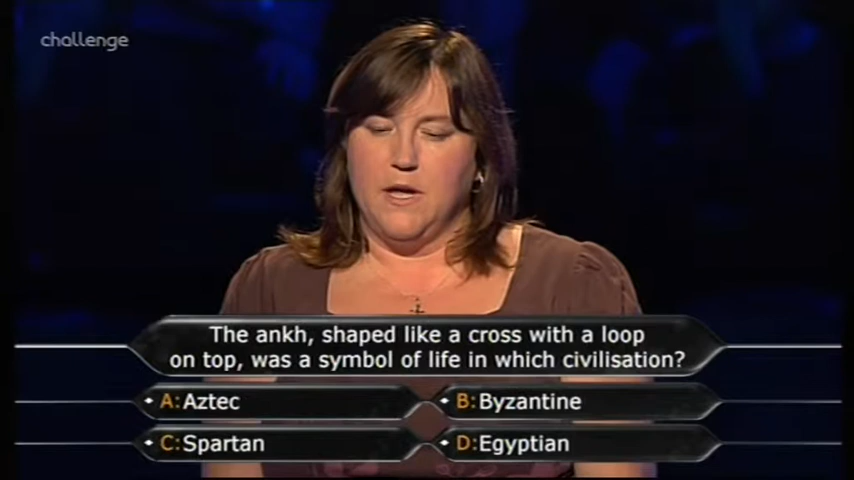 challenge
The ankh, shaped like a cross with a loop
on top, was a symbol of life in which civilisation?
A:Aztec
B:Byzantine
C:Spartan
D:Egyptian